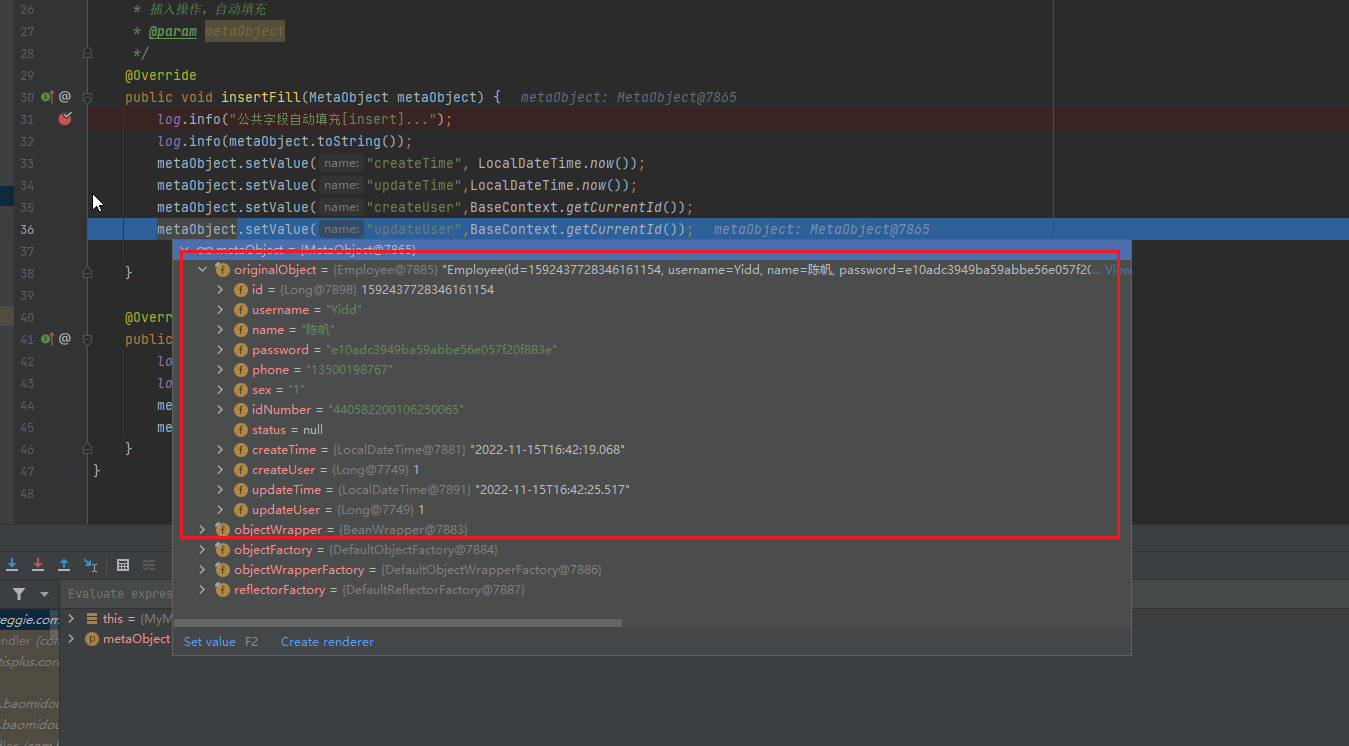 26 * 插入操作，自动填充
27 * @param metaObject
28 */
29 @Override
30 @ public void insertFill(MetaObject metaObject) { metaObject: MetaObject@7865
31 log.info("公共字段自动填充[insert]...");
32 log.info(metaObject.toString());
33 metaObject.setValue( name: "createTime", LocalDateTime.now());
34 metaObject.setValue( name: "updateTime",LocalDateTime.now());
35 metaObject.setValue( name: "createUser",BaseContext.getCurrentId());
36 metaObject.setValue( name: "updateUser",BaseContext.getCurrentId()); metaObject: MetaObject@7865
37 oo metaObject = {MetaObject@7865}
38 }
39
40 @Overr
41 @ public
42 lo
43 lo
44 me
45 me
46 }
47 }
48
originalObject = {Employee@7885} "Employee(id=1592437728346161154, username=Yidd, name=陈帆, password=e10adc3949ba59abbe56e057f20... View
id = {Long@7898} 1592437728346161154
username = "Yidd"
name = "陈帆"
password = "e10adc3949ba59abbe56e057f20f883e"
phone = "13500198767"
sex = "1"
idNumber = "440582200106250065"
status = null
createTime = {LocalDateTime@7881} "2022-11-15T16:42:19.068"
createUser = {Long@7749} 1
updateTime = {LocalDateTime@7891} "2022-11-15T16:42:25.517"
updateUser = {Long@7749} 1
objectWrapper = {BeanWrapper@7883}
objectFactory = {DefaultObjectFactory@7884}
objectWrapperFactory = {DefaultObjectWrapperFactory@7886}
reflectorFactory = {DefaultReflectorFactory@7887}
Set value F2 Create renderer
Evaluate expres
reggie.com
this = {MyM
ndler (con
metaObject
tisplus.core
.baomidou
.baomidou